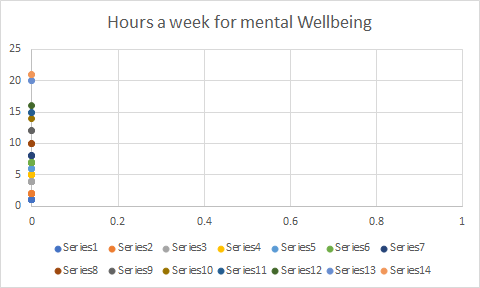 Hours a week for mental Wellbeing
25
20
15
10
5
0
0 0.2 0.4 0.6 0.8 1
Series1 Series2 Series3 Series4 Series5 Series6 Series7
Series8 Series9 Series10 Series11 Series12 Series13 Series14